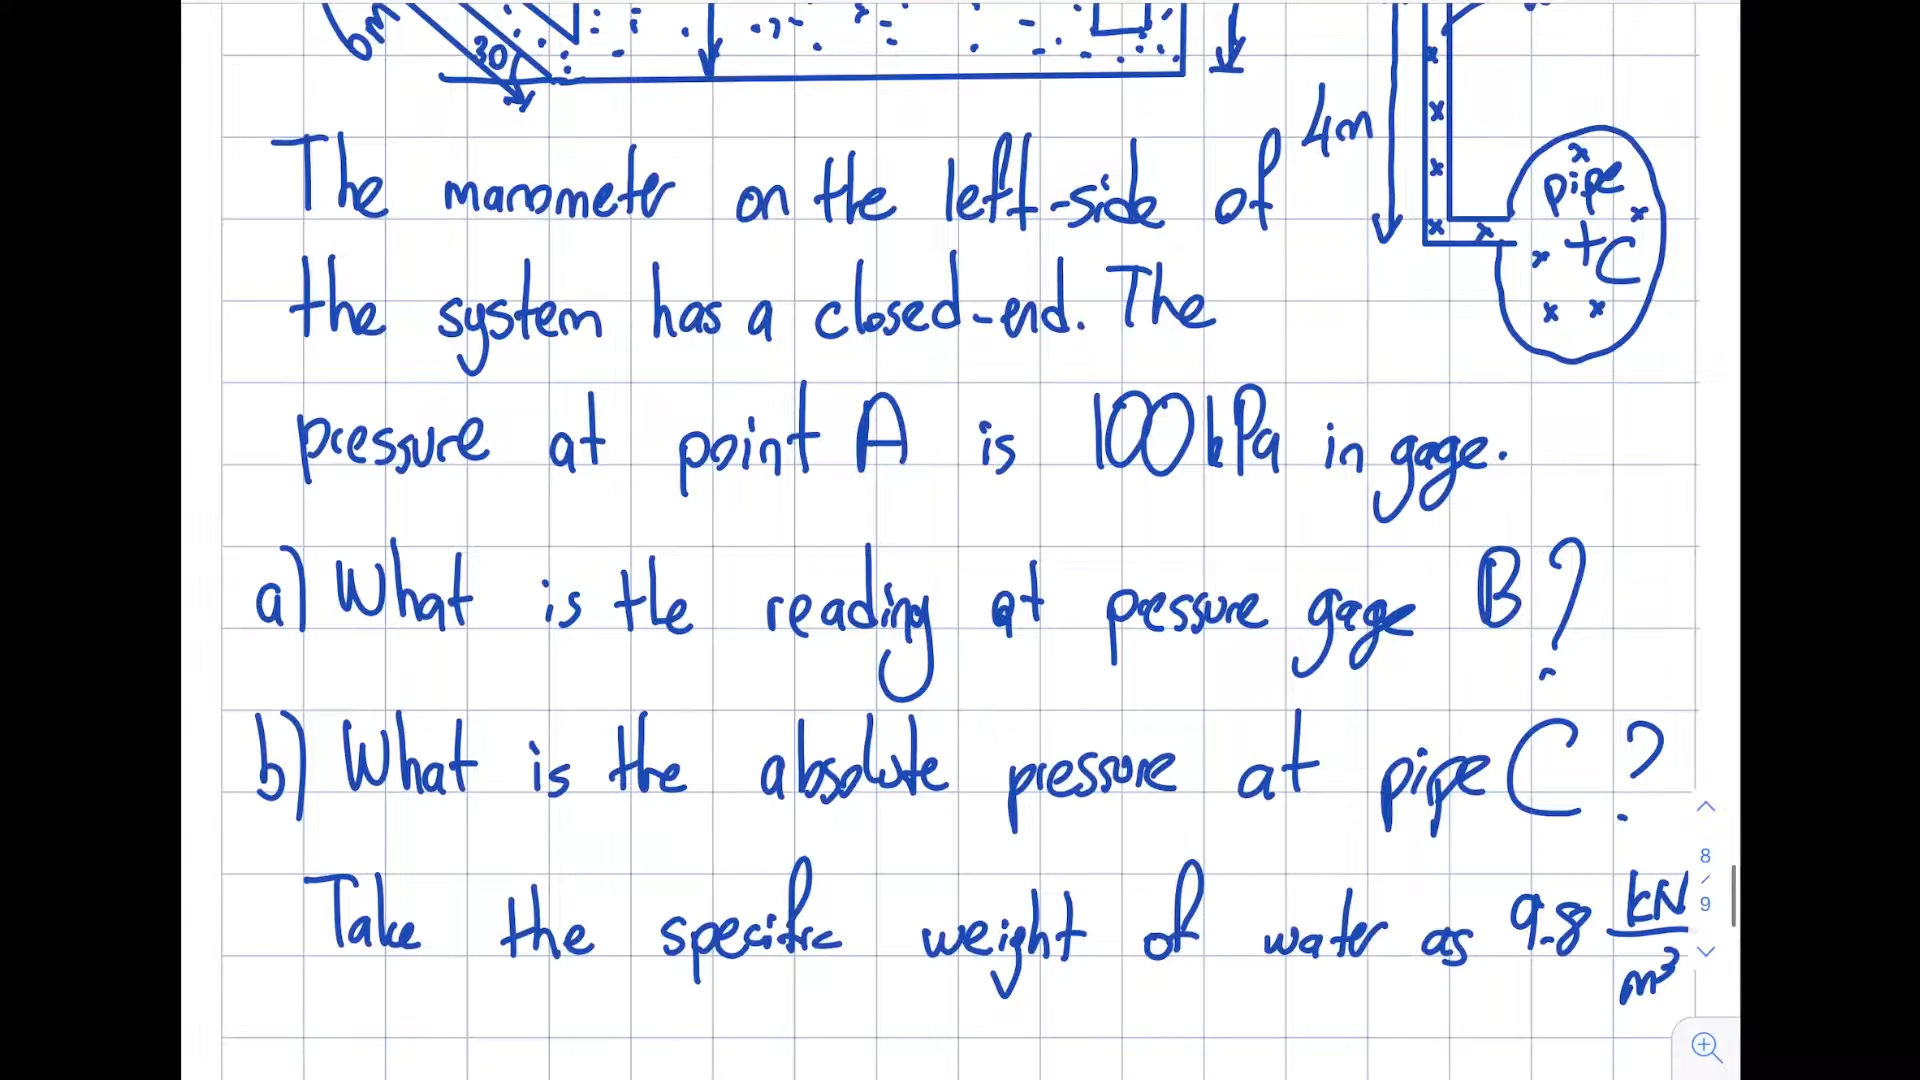 6m
30
4m
The manometer on the left-side of
pipe
+C
the system has a closed-end. The
pressure at point A is 100 kPa in gage.
a) What is the reading at pressure gage B?
b) What is the absolute pressure at pipe C?
Take the specific weight of water as 9.8 kN/m³
8
/
9